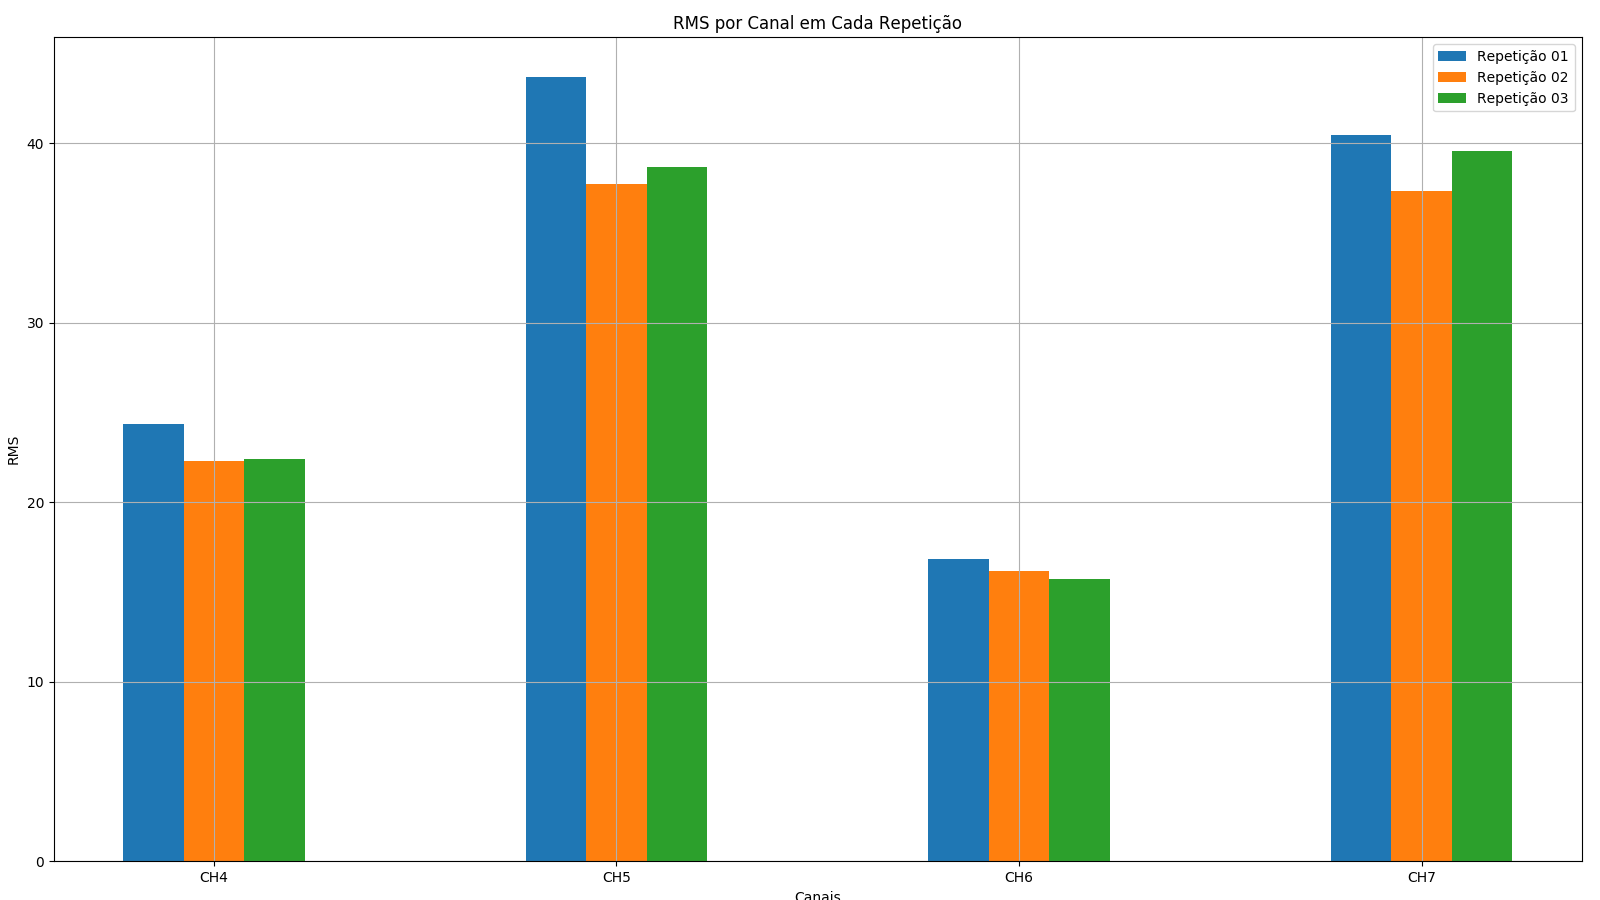 RMS por Canal em Cada Repetição
Repetição 01
Repetição 02
Repetição 03
RMS
40
30
20
10
0
CH4
CH5
CH6
CH7
Canais